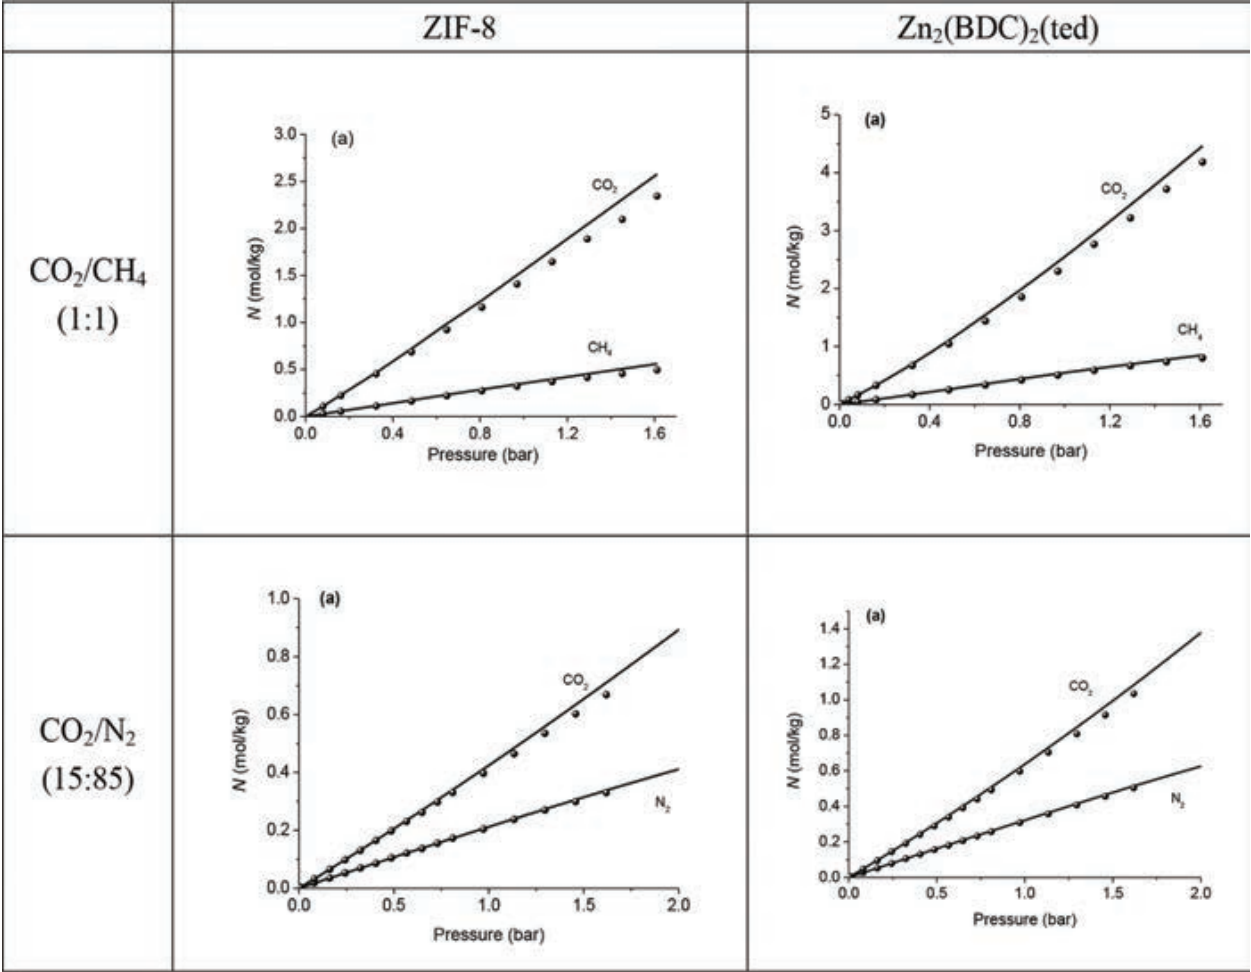 ZIF-8
Zn₂(BDC)₂(ted)
CO₂/CH₄
(1:1)
(a)
3.0
2.5
2.0
1.5
1.0
0.5
0.0
N (mol/kg)
CO₂
CH₄
0.0 0.4 0.8 1.2 1.6
Pressure (bar)
(a)
5
4
3
2
1
0
N (mol/kg)
CO₂
CH₄
0.0 0.4 0.8 1.2 1.6
Pressure (bar)
CO₂/N₂
(15:85)
(a)
1.0
0.8
0.6
0.4
0.2
0.0
N (mol/kg)
CO₂
N₂
0.0 0.5 1.0 1.5 2.0
Pressure (bar)
(a)
1.4
1.2
1.0
0.8
0.6
0.4
0.2
0.0
N (mol/kg)
CO₂
N₂
0.0 0.5 1.0 1.5 2.0
Pressure (bar)